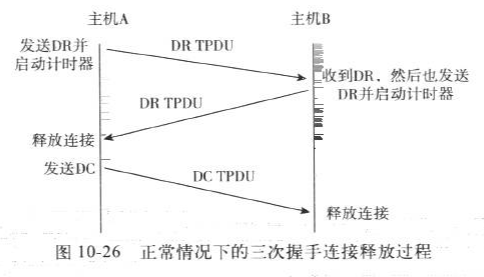 主机A
主机B
发送DR并
启动计时器
DR TPDU
收到DR，然后也发送
DR并启动计时器
DR TPDU
释放连接
发送DC
DC TPDU
释放连接
图 10-26 正常情况下的三次握手连接释放过程